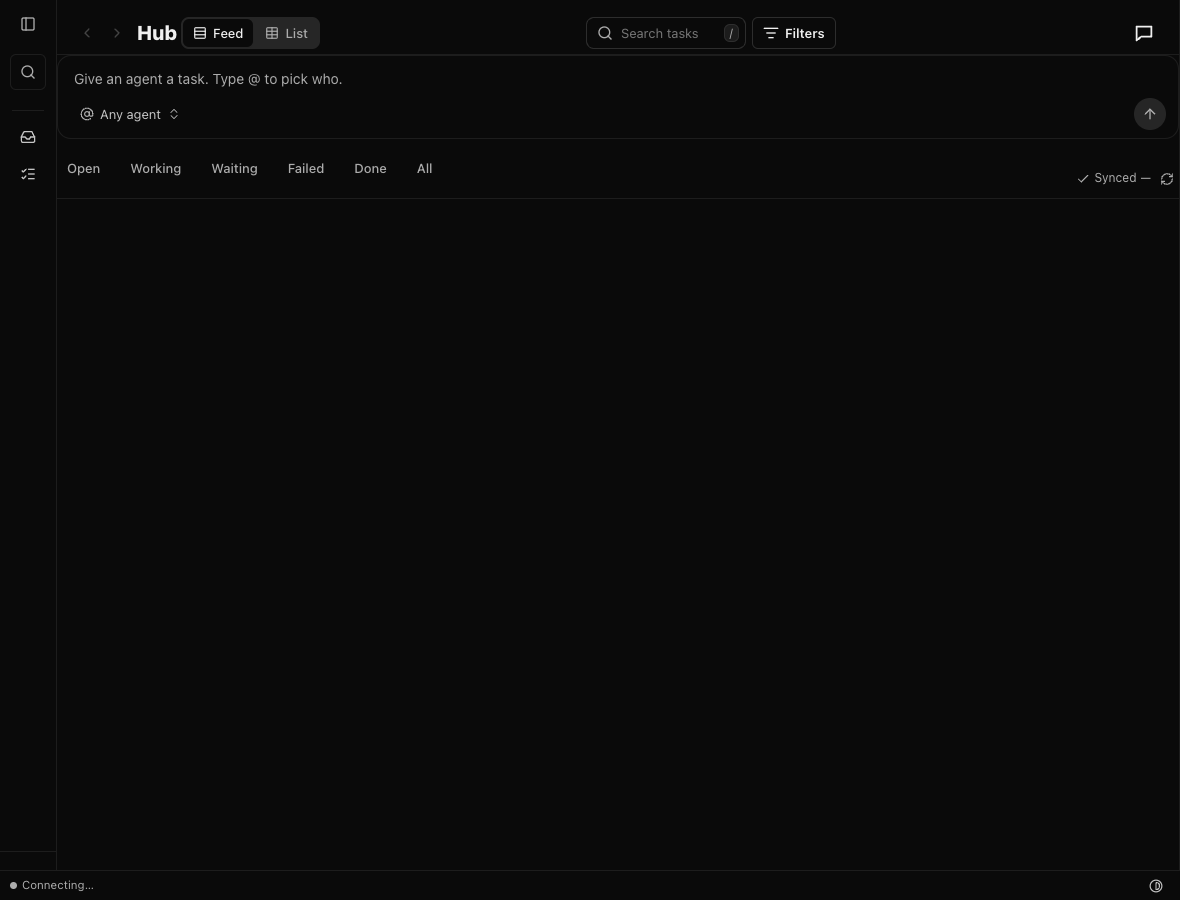 Hub
Feed
List
Search tasks
/
Filters
Give an agent a task. Type @ to pick who.
@ Any agent
Open
Working
Waiting
Failed
Done
All
Synced —
Connecting...